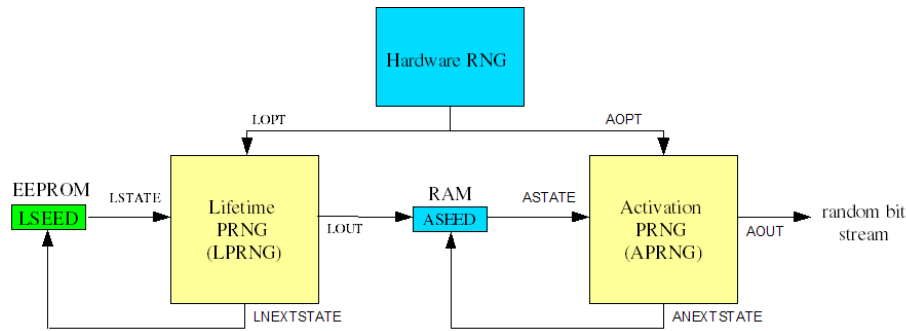 Hardware RNG
LOPT
AOPT
EEPROM
LSEED
LSTATE
Lifetime
PRNG
(LPRNG)
LOUT
RAM
ASEED
ASTATE
Activation
PRNG
(APRNG)
AOUT
random bit
stream
LNEXTSTATE
ANEXTSTATE